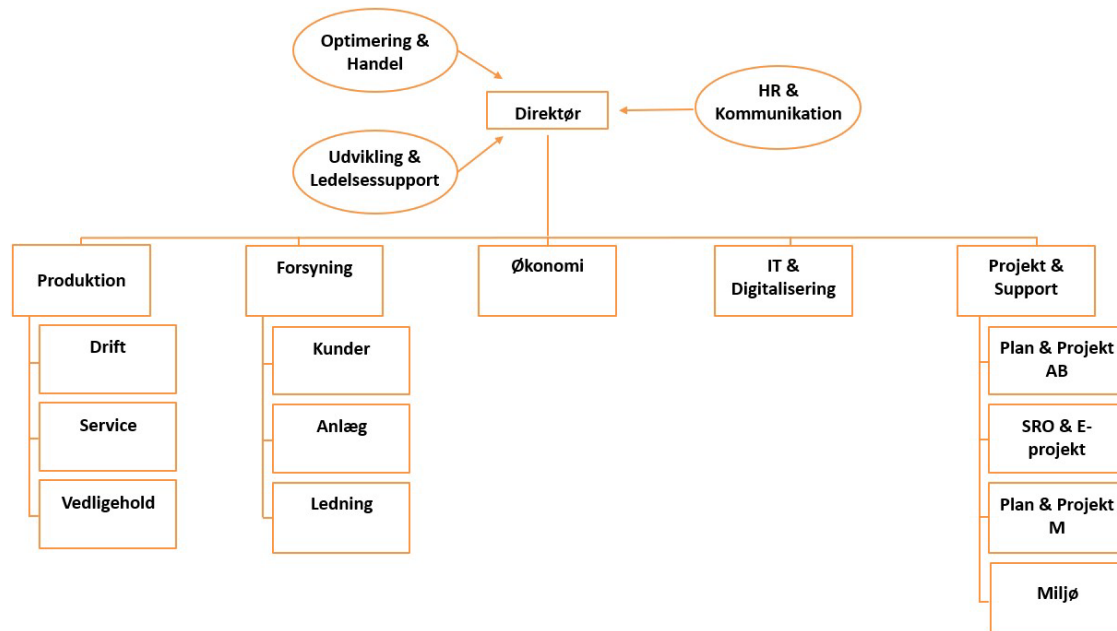 Optimering &
Handel
HR &
Kommunikation
Direktør
Udvikling &
Ledelsessupport
Produktion
Forsyning
Økonomi
IT &
Digitalisering
Projekt &
Support
Drift
Service
Vedligehold
Kunder
Anlæg
Ledning
Plan & Projekt
AB
SRO & E-
projekt
Plan & Projekt
M
Miljø